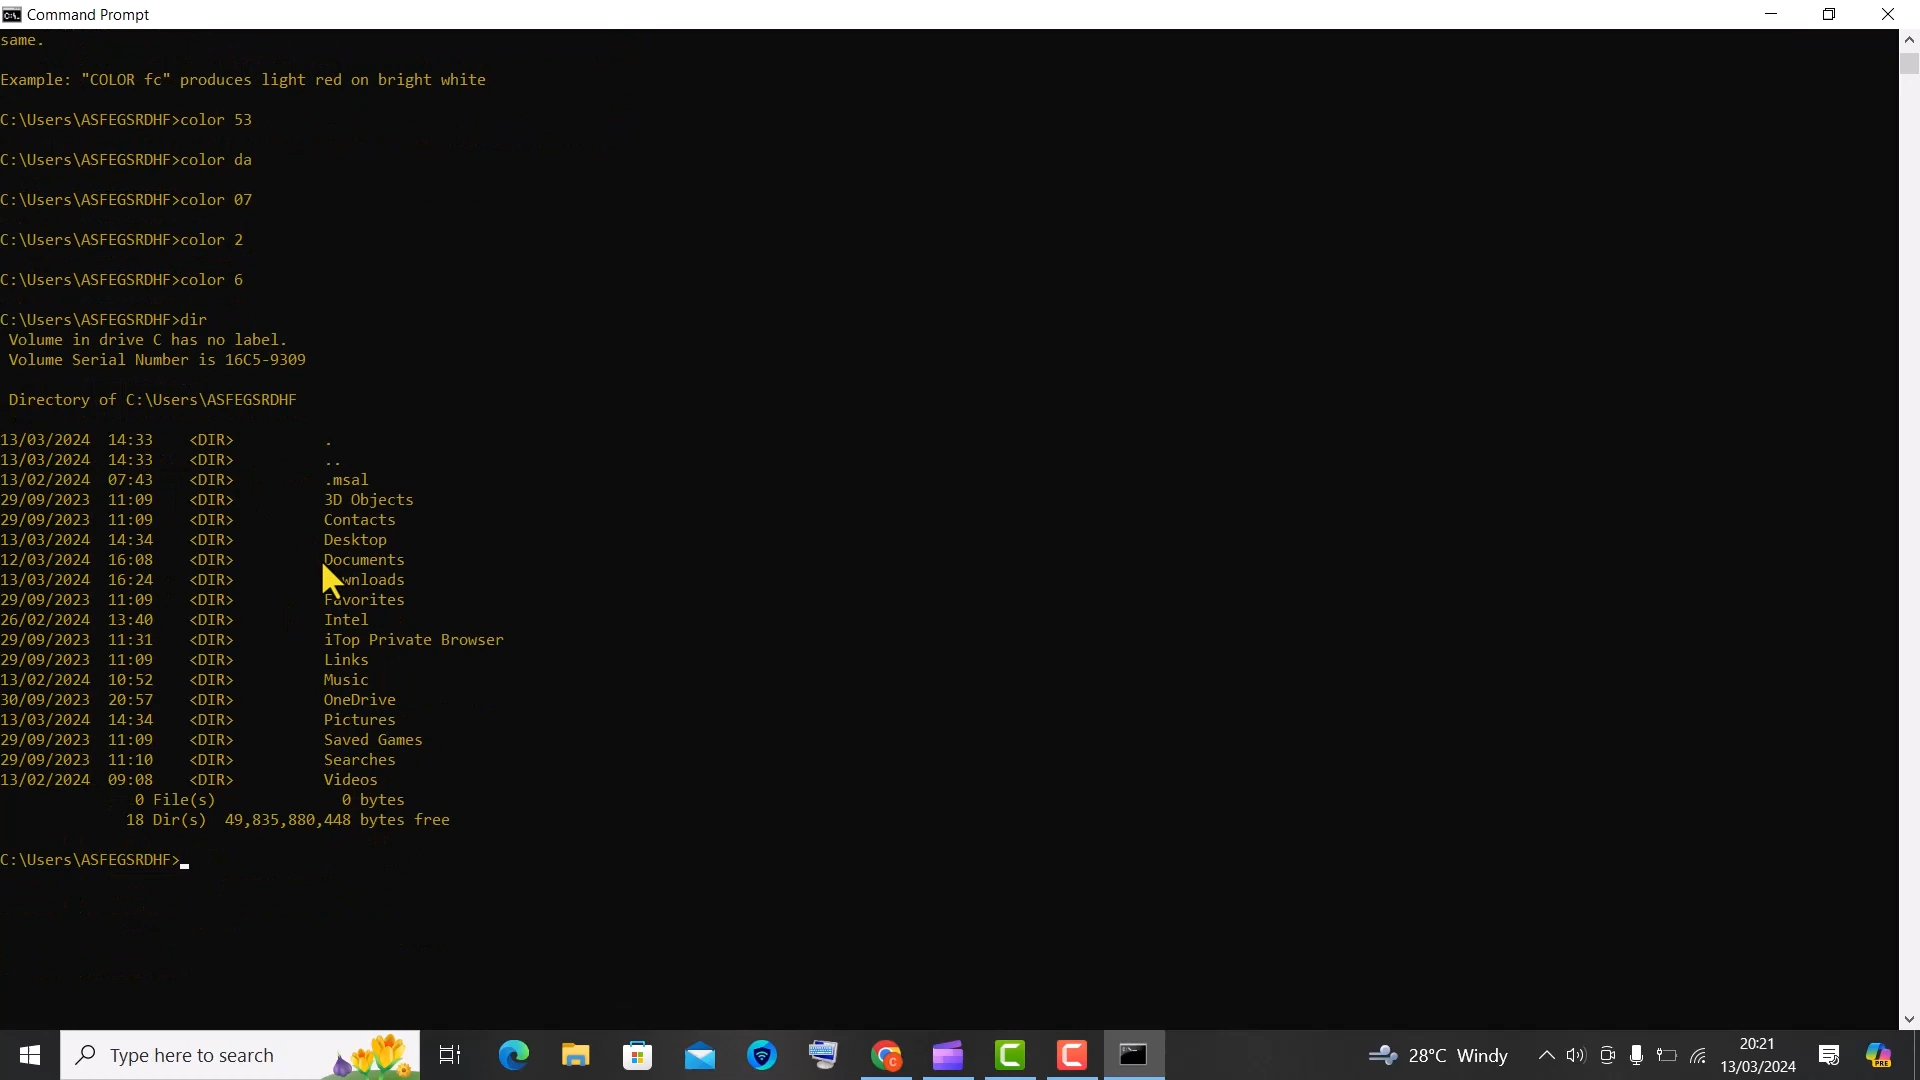 Command Prompt
same.
Example: "COLOR fc" produces light red on bright white
C:\Users\ASFEGSRDHF>color 53
C:\Users\ASFEGSRDHF>color da
C:\Users\ASFEGSRDHF>color 07
C:\Users\ASFEGSRDHF>color 2
C:\Users\ASFEGSRDHF>color 6
C:\Users\ASFEGSRDHF>dir
Volume in drive C has no label.
Volume Serial Number is 16C5-9309
Directory of C:\Users\ASFEGSRDHF
13/03/2024 14:33 <DIR> .
13/03/2024 14:33 <DIR> ..
13/02/2024 07:43 <DIR> .msal
29/09/2023 11:09 <DIR> 3D Objects
29/09/2023 11:09 <DIR> Contacts
13/03/2024 14:34 <DIR> Desktop
12/03/2024 16:08 <DIR> Documents
13/03/2024 16:24 <DIR> Downloads
29/09/2023 11:09 <DIR> Favorites
26/02/2024 13:40 <DIR> Intel
29/09/2023 11:31 <DIR> iTop Private Browser
29/09/2023 11:09 <DIR> Links
13/02/2024 10:52 <DIR> Music
30/09/2023 20:57 <DIR> OneDrive
13/03/2024 14:34 <DIR> Pictures
29/09/2023 11:09 <DIR> Saved Games
29/09/2023 11:10 <DIR> Searches
13/02/2024 09:08 <DIR> Videos
0 File(s) 0 bytes
18 Dir(s) 49,835,880,448 bytes free
C:\Users\ASFEGSRDHF>
Type here to search
28°C Windy
20:21
13/03/2024
PRE